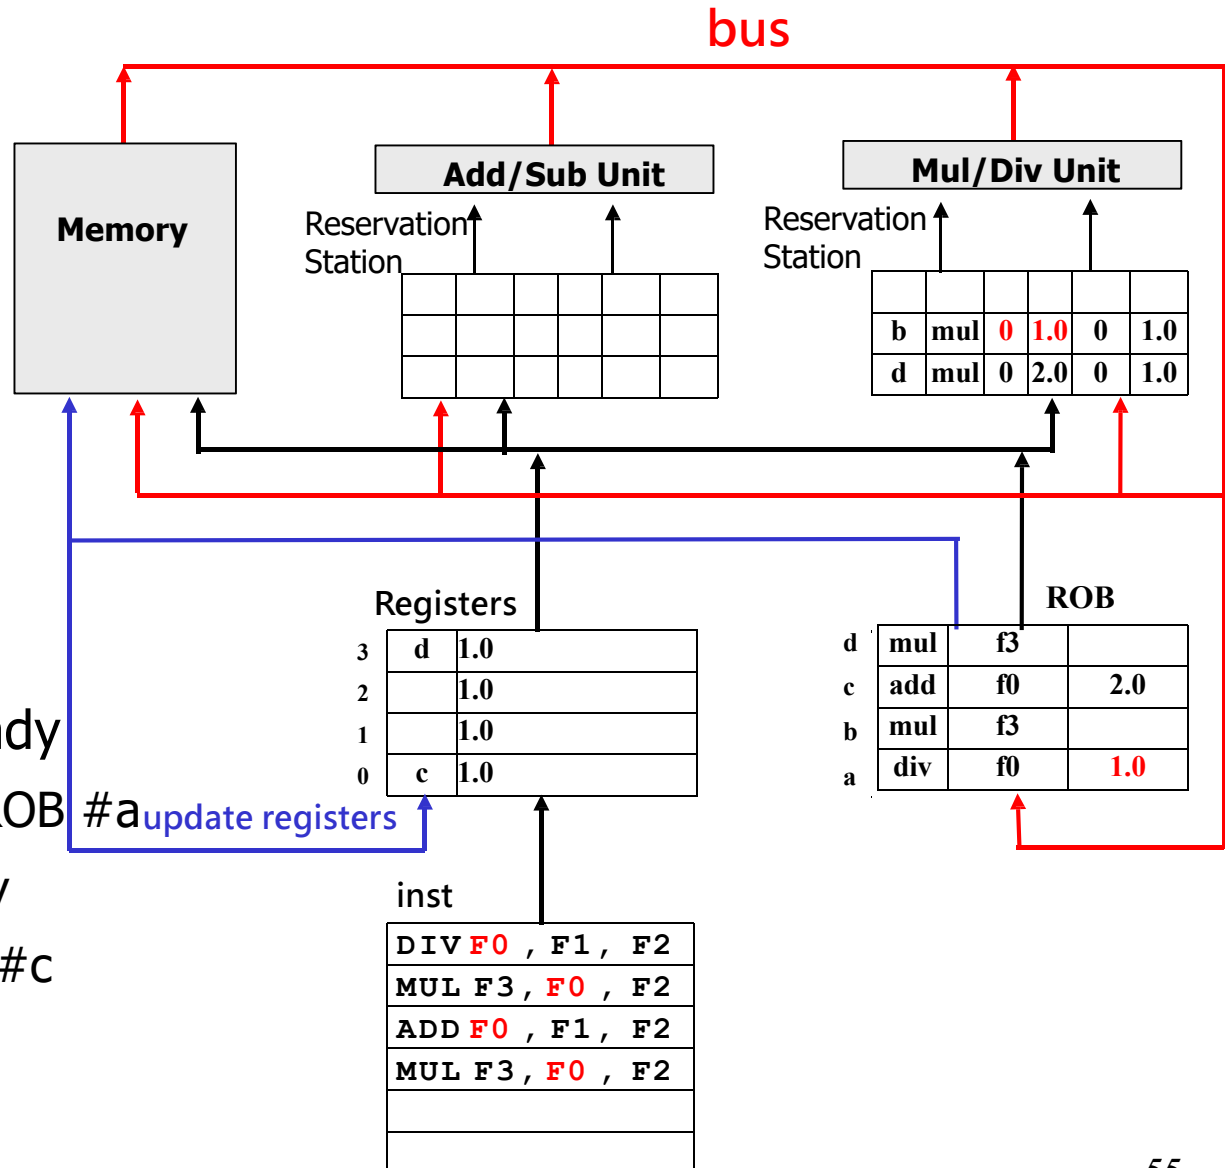 bus
Memory
Add/Sub Unit
Mul/Div Unit
Reservation
Station
Reservation
Station
b mul 0 1.0 0 1.0
d mul 0 2.0 0 1.0
Registers
3 d 1.0
2 1.0
1 1.0
0 c 1.0
ROB
d mul f3
c add f0 2.0
b mul f3
a div f0 1.0
ROB #a
#c
update registers
inst
DIV F0 , F1, F2
MUL F3, F0 , F2
ADD F0 , F1, F2
MUL F3, F0 , F2